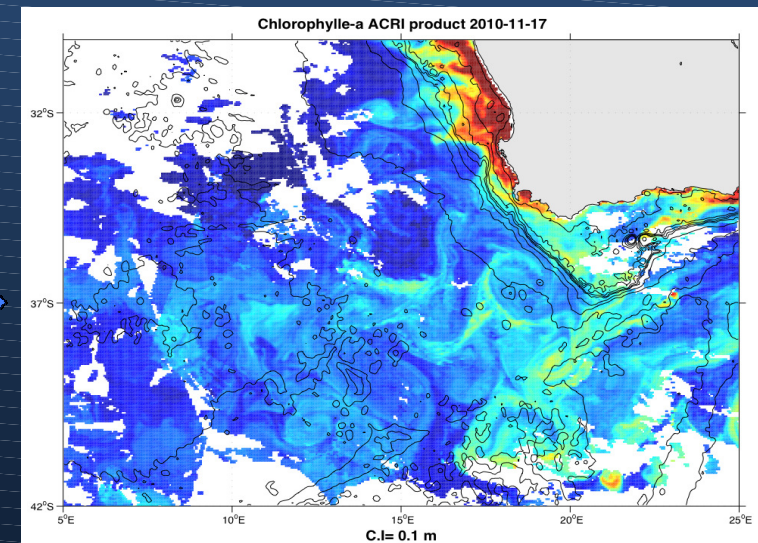 Chlorophylle-a ACRI product 2010-11-17
32°S
37°S
42°S
5°E
10°E
15°E
20°E
25°E
C.I= 0.1 m